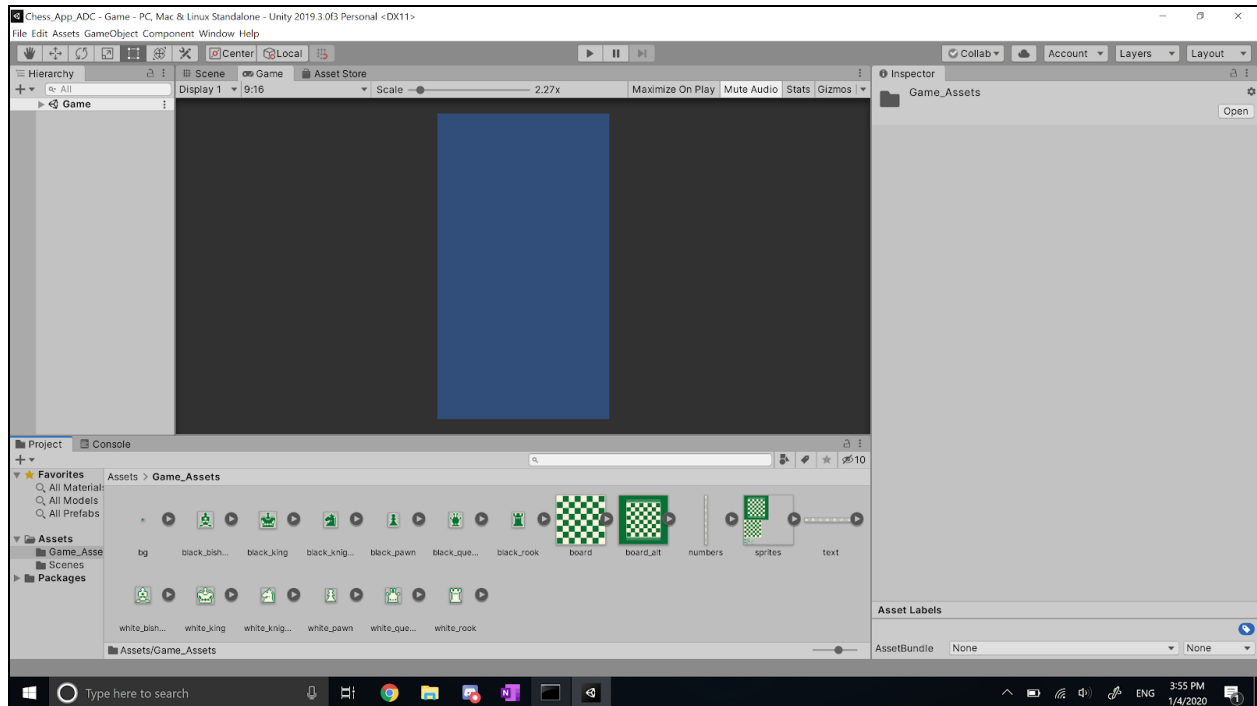 Chess_App_ADC - Game - PC, Mac & Linux Standalone - Unity 2019.3.0f3 Personal <DX11>
File Edit Assets GameObject Component Window Help
Center Local Collab Account Layers Layout
Hierarchy
All
Game
Scene Game Asset Store
Display 1 9:16 Scale 2.27x Maximize On Play Mute Audio Stats Gizmos
Inspector
Game_Assets
Open
Project Console
10
Favorites
All Materials
All Models
All Prefabs
Assets
Game_Asse
Scenes
Packages
Assets > Game_Assets
bg black_bish... black_king black_knig... black_pawn black_que... black_rook board board_alt numbers sprites text
white_bish... white_king white_knig... white_pawn white_que... white_rook
Assets/Game_Assets
Asset Labels
AssetBundle None None
Type here to search
ENG
3:55 PM
1/4/2020
1